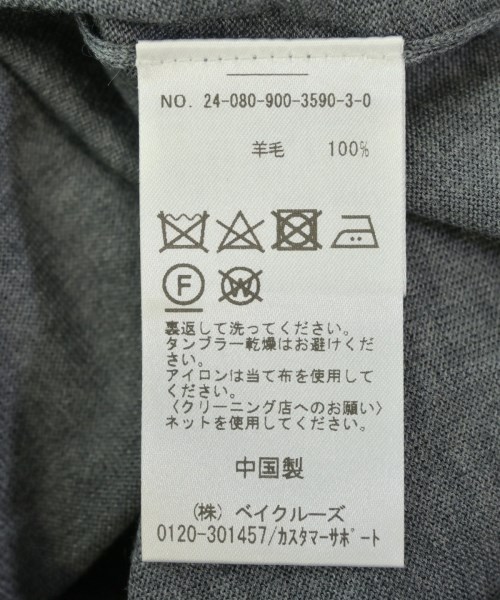 NO. 24-080-900-3590-3-0
羊毛 100%
F W
裏返して洗ってください。
タンブラー乾燥はお避けくだ
さい。
アイロンは当て布を使用して
ください。
〈クリーニング店へのお願い〉
ネットを使用してください。
中国製
(株) ベイクルーズ
0120-301457/カスタマーサポート